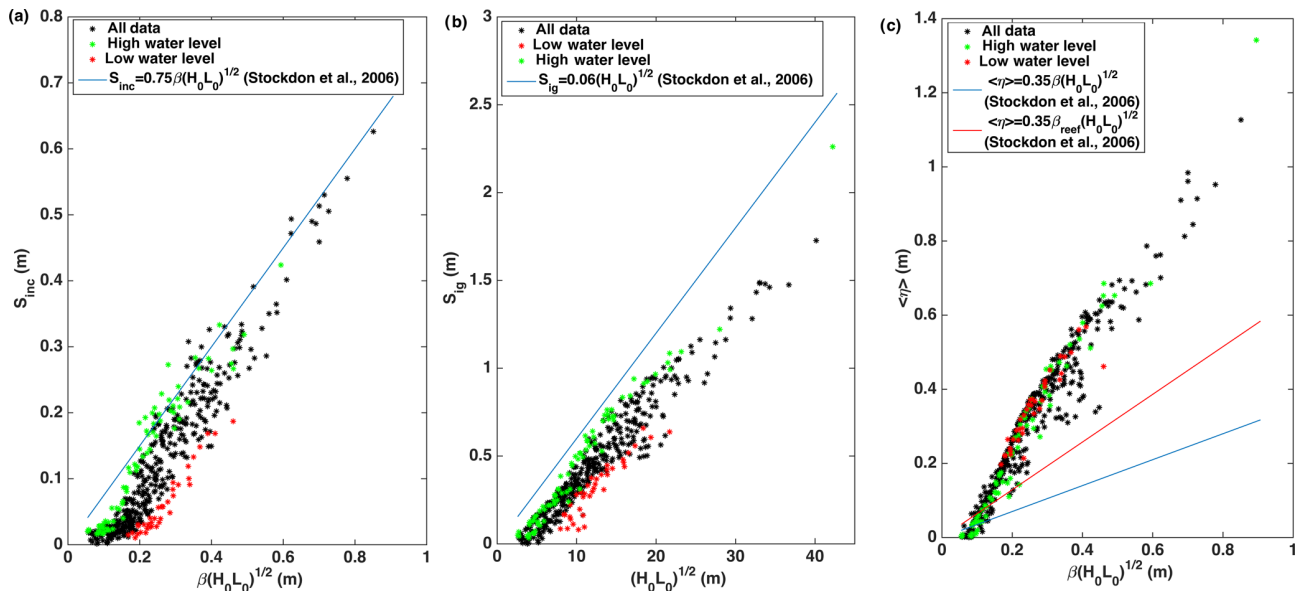 (a)
0.8
0.7
0.6
0.5
0.4
0.3
0.2
0.1
0
S_inc (m)
* All data
* High water level
* Low water level
S_inc=0.75β(H_0L_0)^1/2 (Stockdon et al., 2006)
0 0.2 0.4 0.6 0.8 1
β(H_0L_0)^1/2 (m)
(b)
3
2.5
2
1.5
1
0.5
0
S_ig (m)
* All data
* Low water level
* High water level
S_ig=0.06(H_0L_0)^1/2 (Stockdon et al., 2006)
0 10 20 30 40
(H_0L_0)^1/2 (m)
(c)
1.4
1.2
1
0.8
0.6
0.4
0.2
0
<η> (m)
* All data
* High water level
* Low water level
<η>=0.35β(H_0L_0)^1/2
(Stockdon et al., 2006)
<η>=0.35β_reef(H_0L_0)^1/2
(Stockdon et al., 2006)
0 0.2 0.4 0.6 0.8 1
β(H_0L_0)^1/2 (m)